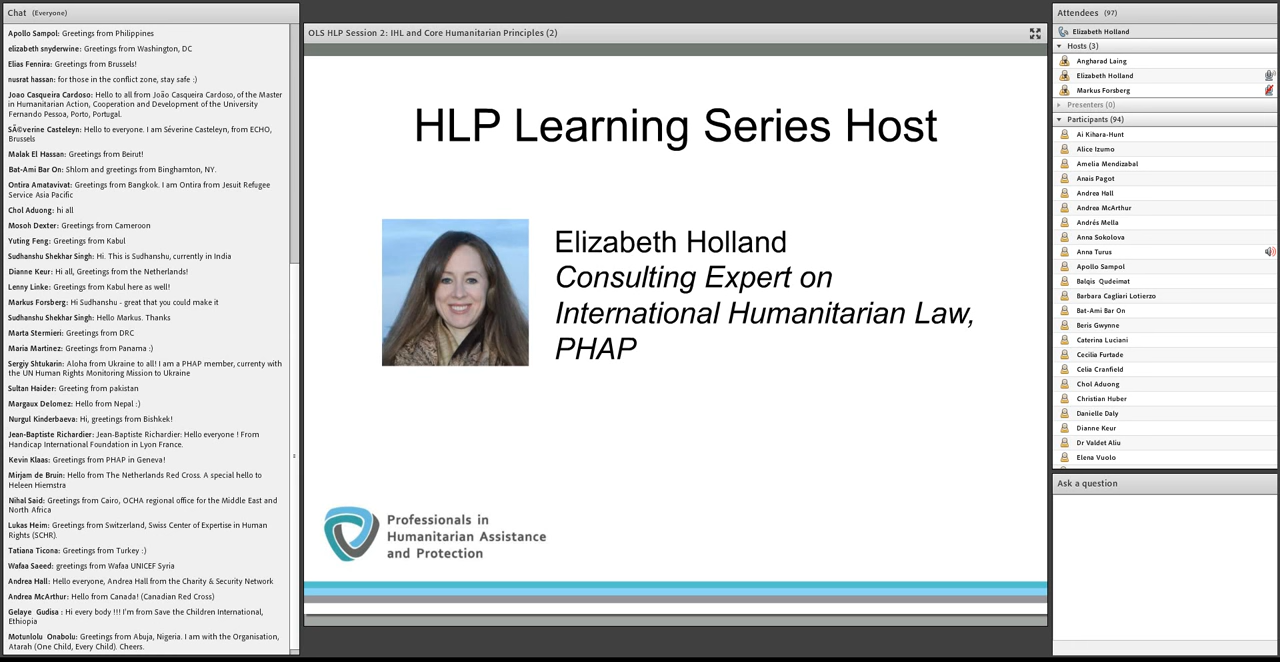 Chat (Everyone)
Apollo Sampol: Greetings from Philippines
elizabeth snyderwine: Greetings from Washington, DC
Elias Fennira: Greetings from Brussels!
nusrat hassan: for those in the conflict zone, stay safe :)
Joao Casqueira Cardoso: Hello to all from João Casqueira Cardoso, of the Master
in Humanitarian Action, Cooperation and Development of the University
Fernando Pessoa, Porto, Portugal.
SÃ©verine Casteleyn: Hello to everyone. I am Séverine Casteleyn, from ECHO,
Brussels
Malak El Hassan: Greetings from Beirut!
Bat-Ami Bar On: Shlom and greetings from Binghamton, NY.
Ontira Amatavivat: Greetings from Bangkok. I am Ontira from Jesuit Refugee
Service Asia Pacific
Chol Aduong: hi all
Mosoh Dexter: Greetings from Cameroon
Yuting Feng: Greetings from Kabul
Sudhanshu Shekhar Singh: Hi. This is Sudhanshu, currently in India
Dianne Keur: Hi all, Greetings from the Netherlands!
Lenny Linke: Greetings from Kabul here as well!
Markus Forsberg: Hi Sudhanshu - great that you could make it
Sudhanshu Shekhar Singh: Hello Markus. Thanks
Marta Stermieri: Greetings from DRC
Maria Martinez: Greetings from Panama :)
Sergiy Shtukarin: Aloha from Ukraine to all! I am a PHAP member, currenty with
the UN Human Rights Monitoring Mission to Ukraine
Sultan Haider: Greeting from pakistan
Margaux Delomez: Hello from Nepal :)
Nurgul Kinderbaeva: Hi, greetings from Bishkek!
Jean-Baptiste Richardier: Jean-Baptiste Richardier: Hello everyone ! From
Handicap International Foundation in Lyon France.
Kevin Klaas: Greetings from PHAP in Geneva!
Mirjam de Bruin: Hello from The Netherlands Red Cross. A special hello to
Heleen Hiemstra
Nihal Said: Greetings from Cairo, OCHA regional office for the Middle East and
North Africa
Lukas Heim: Greetings from Switzerland, Swiss Center of Expertise in Human
Rights (SCHR).
Tatiana Ticona: Greetings from Turkey :)
Wafaa Saeed: greetings from Wafaa UNICEF Syria
Andrea Hall: Hello everyone, Andrea Hall from the Charity & Security Network
Andrea McArthur: Hello from Canada! (Canadian Red Cross)
Gelaye Gudisa : Hi every body !!! I'm from Save the Children International,
Ethiopia
Motunlolu Onabolu: Greetings from Abuja, Nigeria. I am with the Organisation,
Atarah (One Child, Every Child). Cheers.
OLS HLP Session 2: IHL and Core Humanitarian Principles (2)
HLP Learning Series Host
Elizabeth Holland
Consulting Expert on
International Humanitarian Law,
PHAP
Professionals in
Humanitarian Assistance
and Protection
Attendees (97)
Elizabeth Holland
Hosts (3)
Angharad Laing
Elizabeth Holland
Markus Forsberg
Presenters (0)
Participants (94)
Ai Kihara-Hunt
Alice Izumo
Amelia Mendizabal
Anais Pagot
Andrea Hall
Andrea McArthur
Andrés Mella
Anna Sokolova
Anna Turus
Apollo Sampol
Balqis Qudeimat
Barbara Cagliari Lotierzo
Bat-Ami Bar On
Beris Gwynne
Caterina Luciani
Cecilia Furtade
Celia Cranfield
Chol Aduong
Christian Huber
Danielle Daly
Dianne Keur
Dr Valdet Aliu
Elena Vuolo
Ask a question